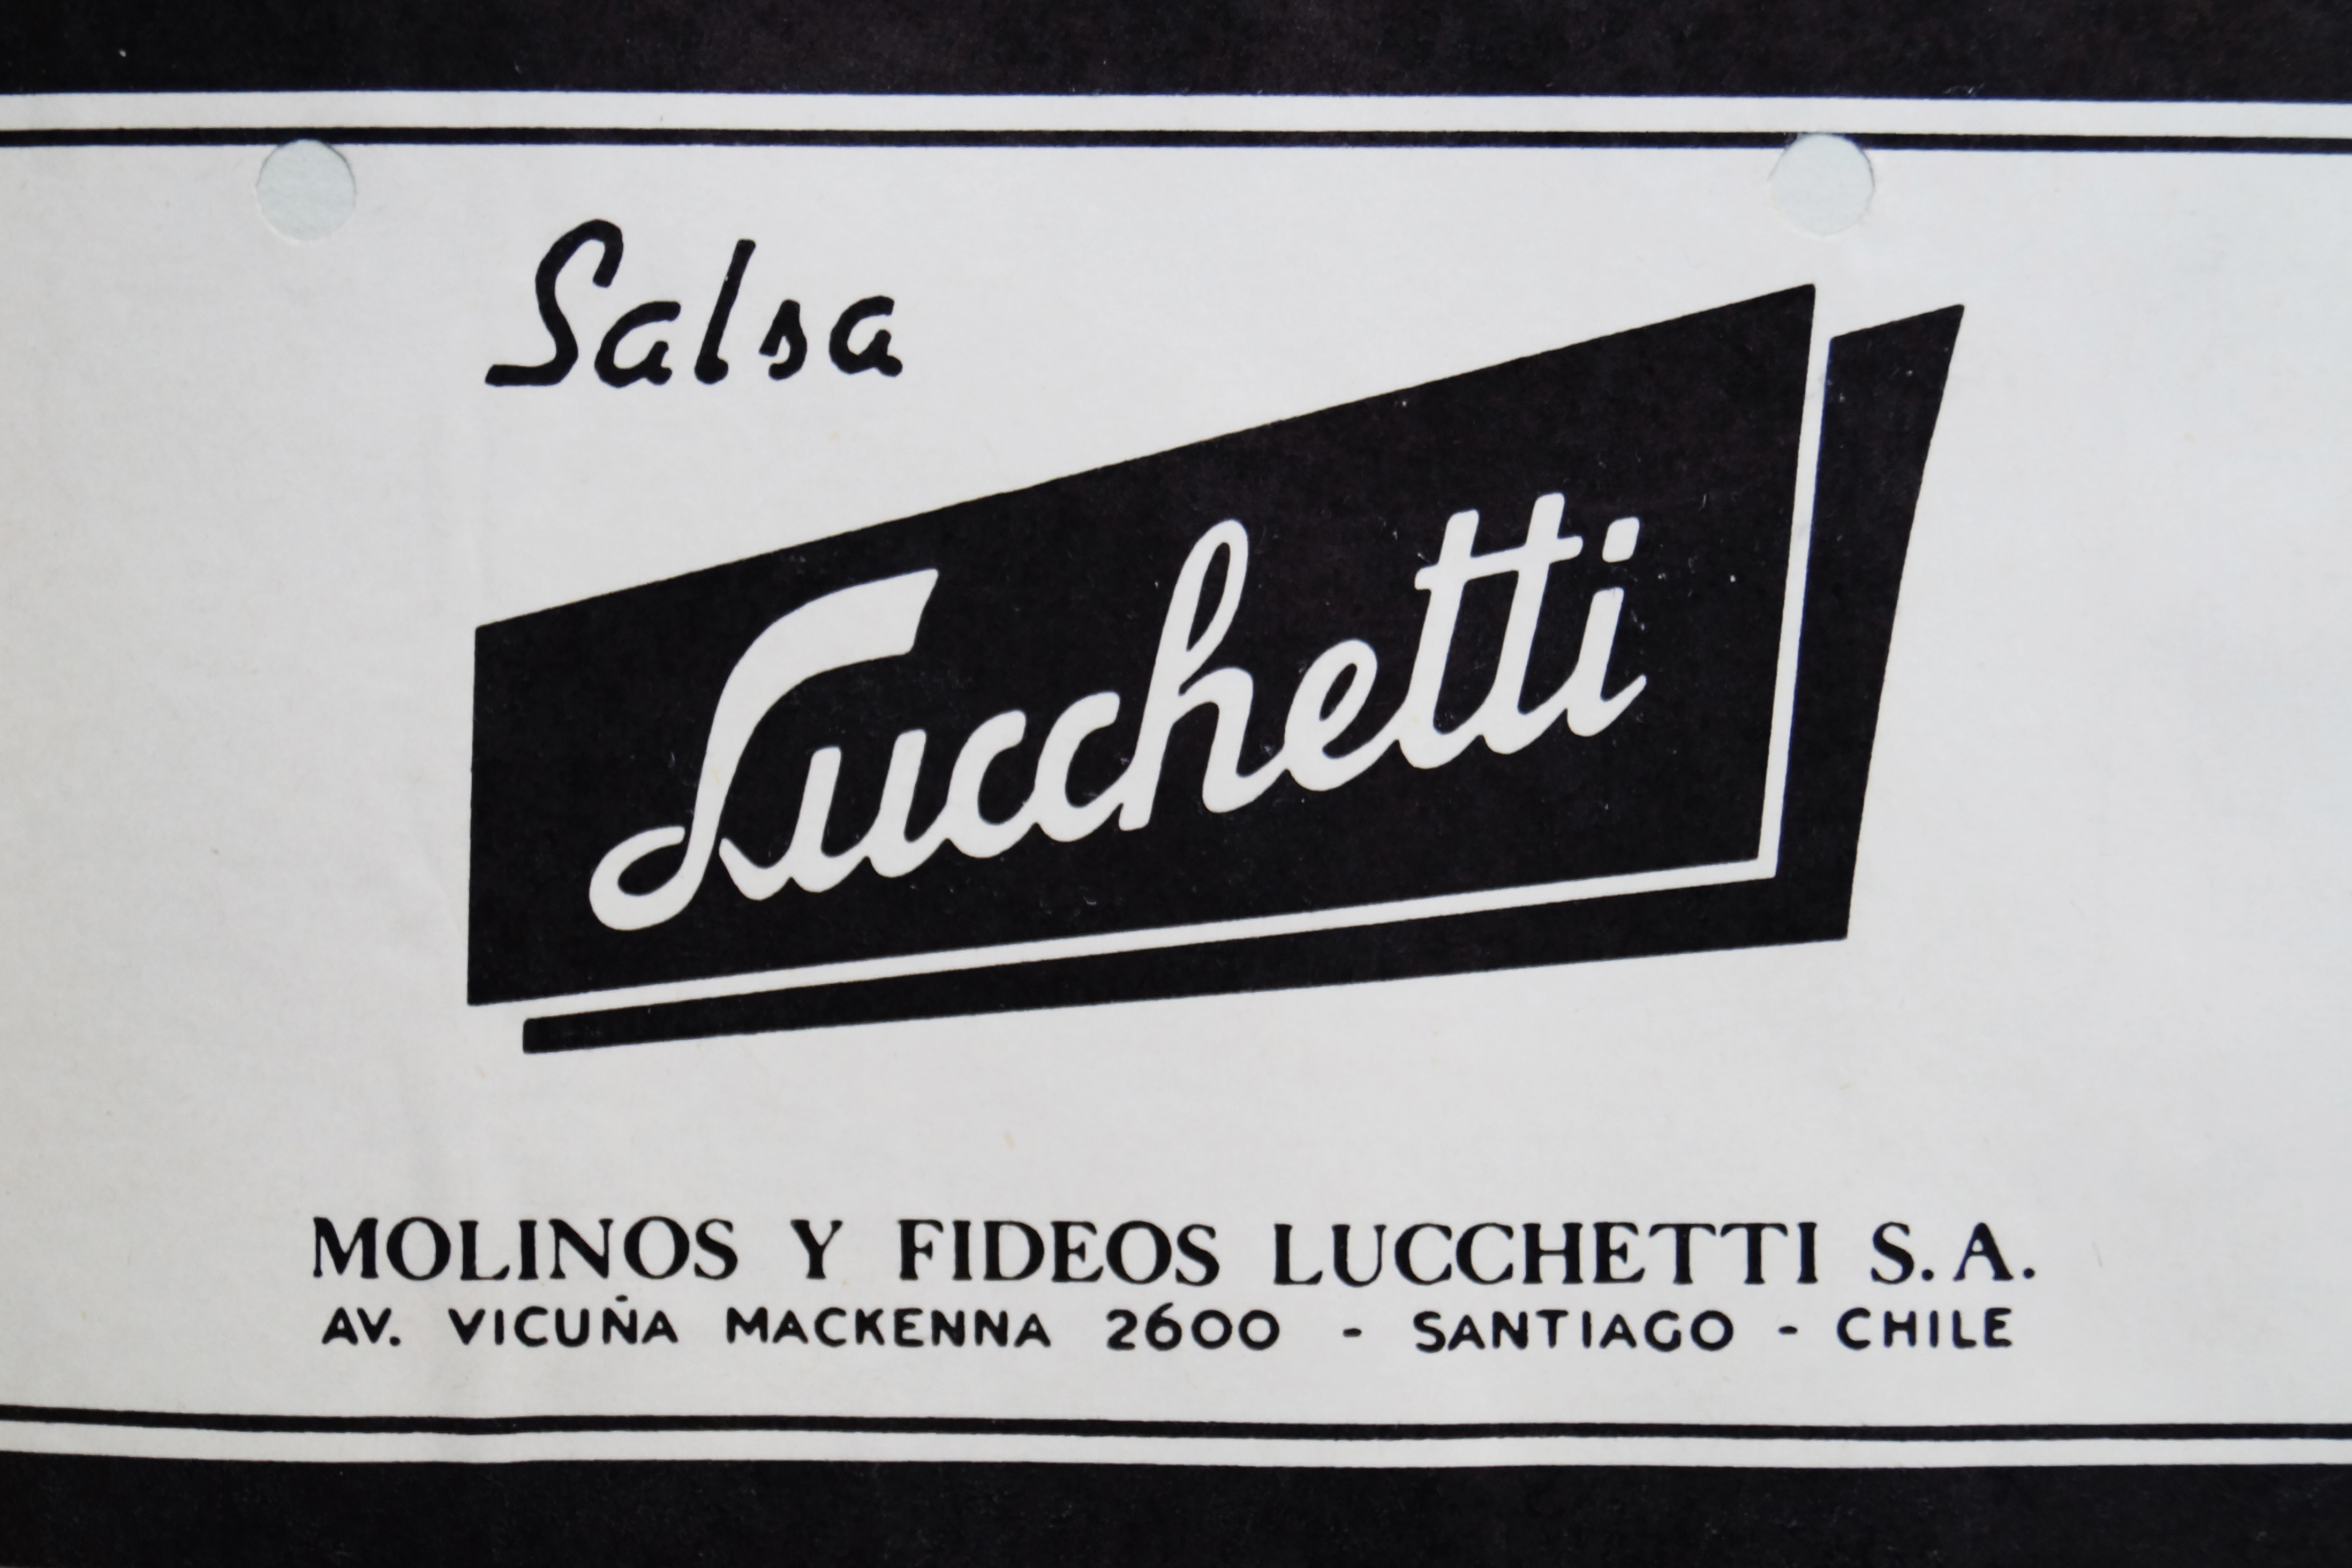 Salsa
Lucchetti
MOLINOS Y FIDEOS LUCCHETTI S.A.
AV. VICUÑA MACKENNA 2600 - SANTIAGO - CHILE